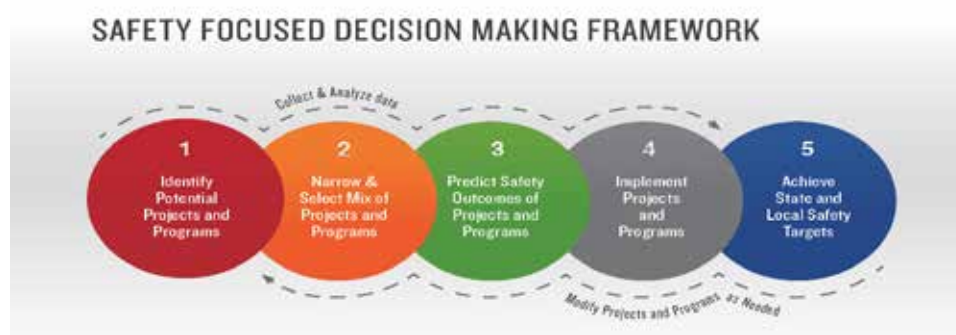 SAFETY FOCUSED DECISION MAKING FRAMEWORK
Collect & Analyze data
1
Identify
Potential
Projects and
Programs
2
Narrow &
Select Mix of
Projects and
Programs
3
Predict Safety
Outcomes of
Projects and
Programs
4
Implement
Projects
and
Programs
5
Achieve
State and
Local Safety
Targets
Modify Projects and Programs as Needed